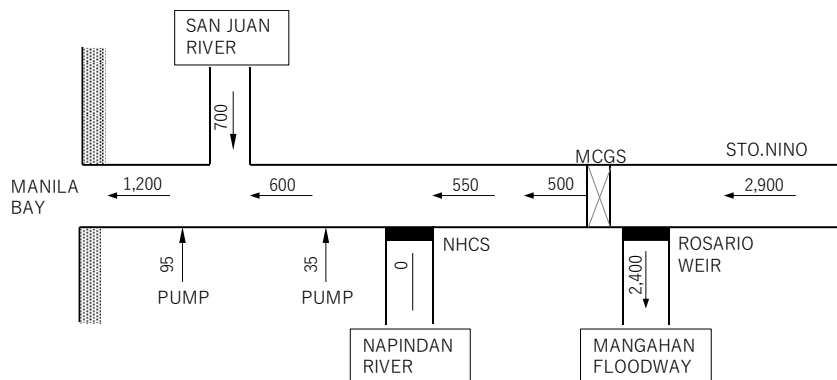 SAN JUAN
RIVER
700
MCGS
STO.NINO
MANILA
BAY
1,200
600
550
500
2,900
95
PUMP
35
PUMP
0
NHCS
2,400
ROSARIO
WEIR
NAPINDAN
RIVER
MANGAHAN
FLOODWAY